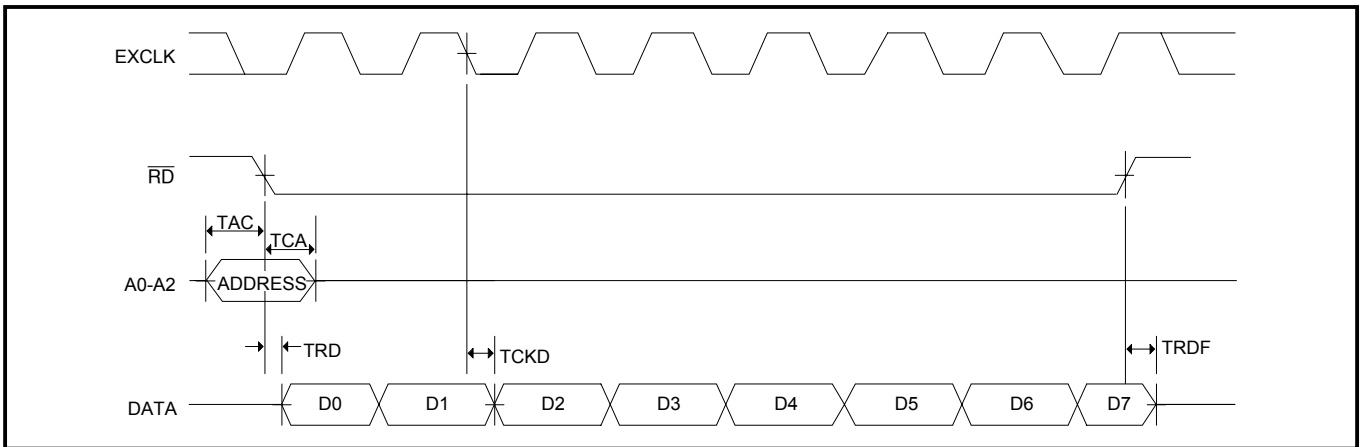 EXCLK
RD
TAC
TCA
A0-A2
ADDRESS
TRD
TCKD
TRDF
DATA
D0
D1
D2
D3
D4
D5
D6
D7